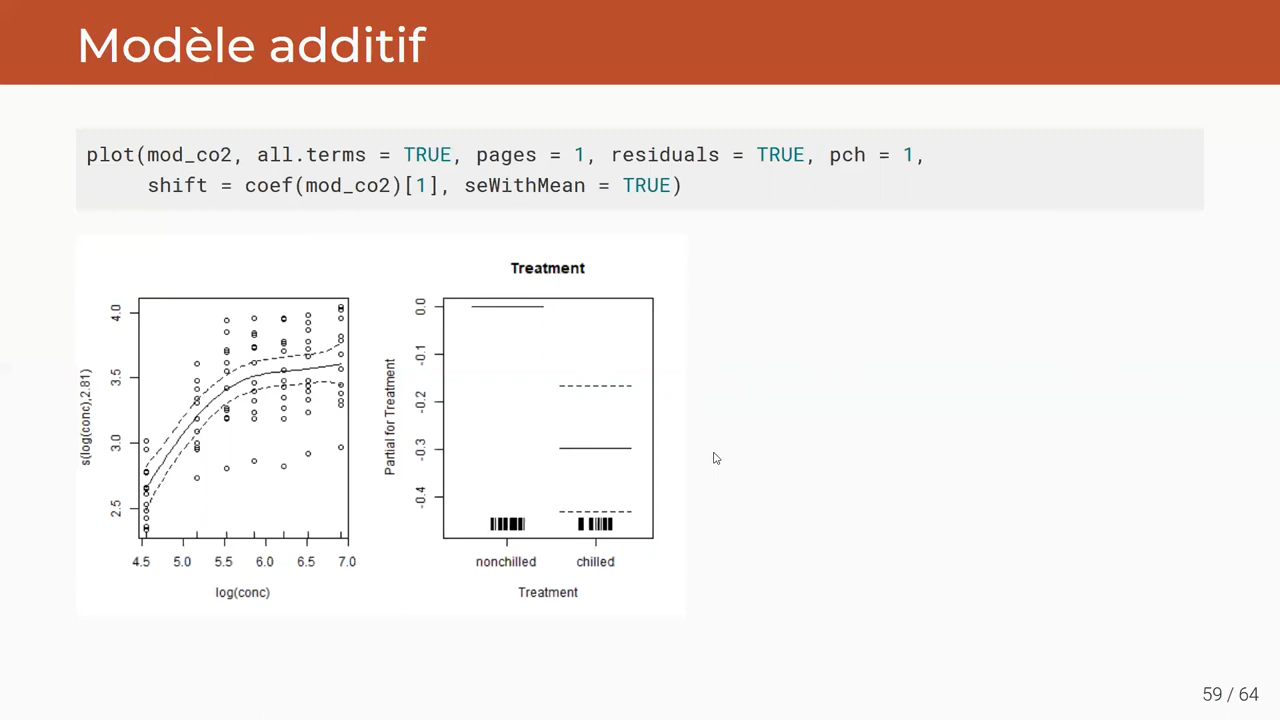 Modèle additif
plot(mod_co2, all.terms = TRUE, pages = 1, residuals = TRUE, pch = 1,
shift = coef(mod_co2)[1], seWithMean = TRUE)
s(log(conc),2.81)
4.0
3.5
3.0
2.5
4.5 5.0 5.5 6.0 6.5 7.0
log(conc)
Treatment
Partial for Treatment
0.0
-0.1
-0.2
-0.3
-0.4
nonchilled chilled
Treatment
59 / 64